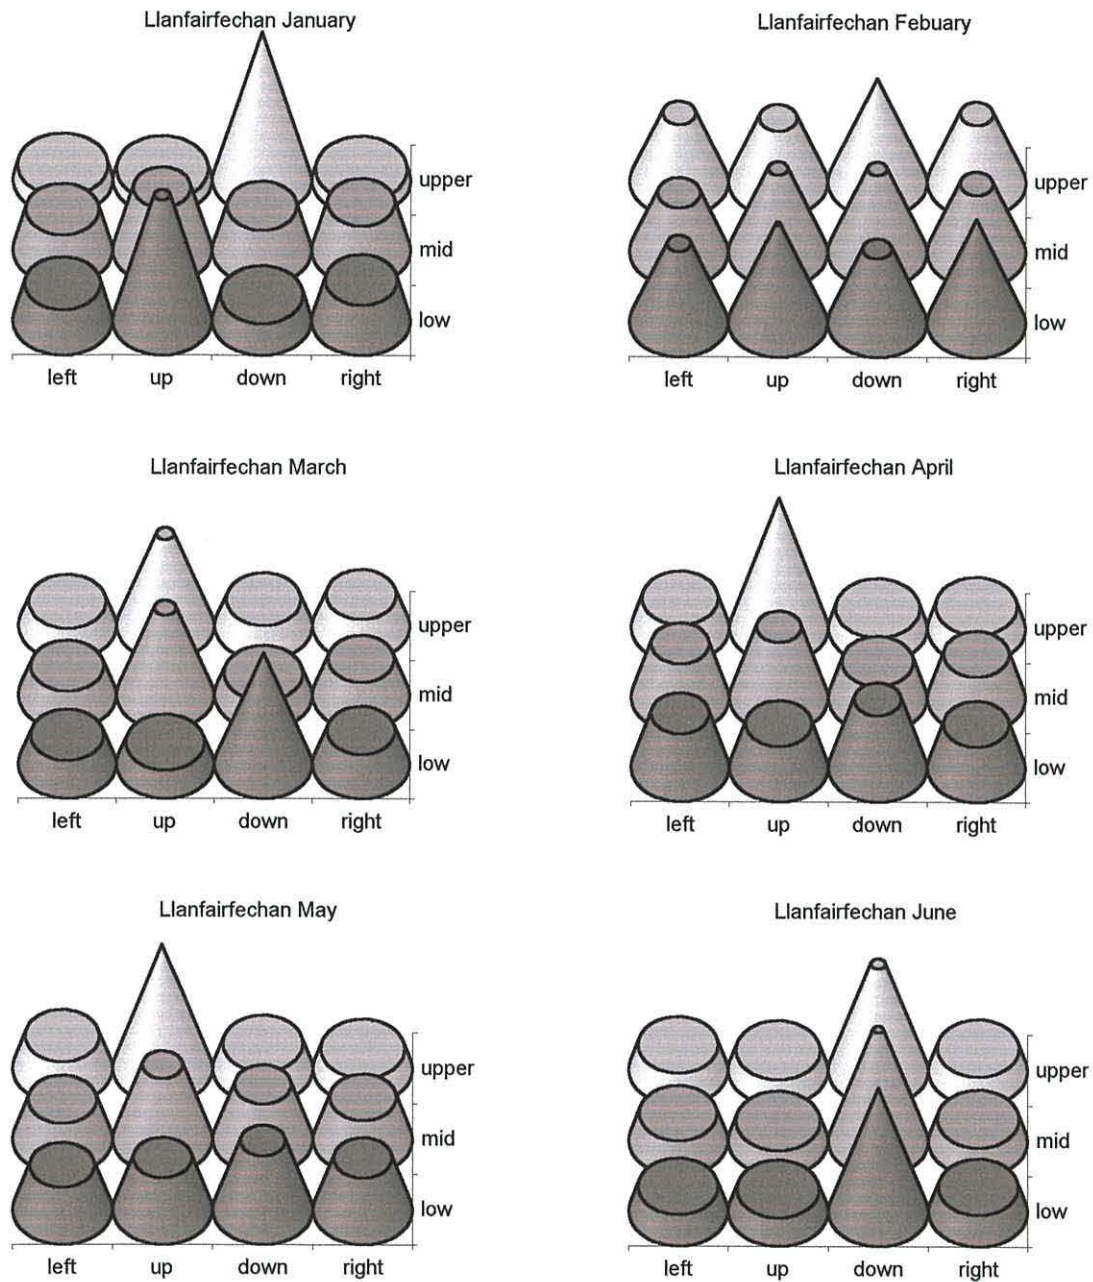 Llanfairfechan January
upper
mid
low
left up down right
Llanfairfechan Febuary
upper
mid
low
left up down right
Llanfairfechan March
upper
mid
low
left up down right
Llanfairfechan April
upper
mid
low
left up down right
Llanfairfechan May
upper
mid
low
left up down right
Llanfairfechan June
upper
mid
low
left up down right